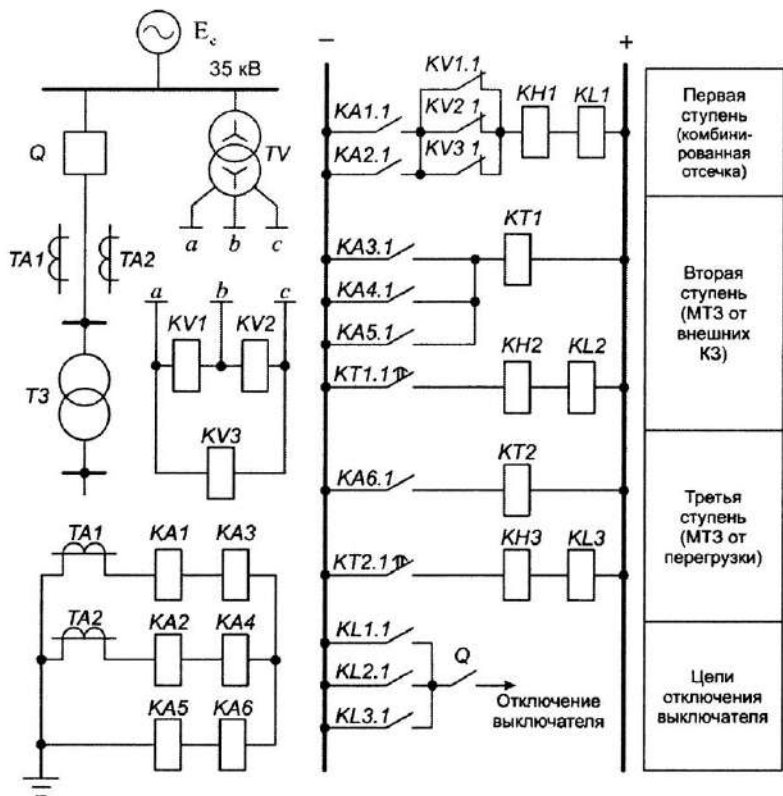 E_c
35 кВ
Q
TV
a b c
TA1 TA2
a b c
KV1 KV2
KV3
T3
TA1 KA1 KA3
TA2 KA2 KA4
KA5 KA6
– +
KV1.1
KA1.1 KV2 1 KH1 KL1
KA2.1 KV3 1
KA3.1 KT1
KA4.1
KA5.1
KT1.1 KH2 KL2
KA6.1 KT2
KT2.1 KH3 KL3
KL1.1
KL2.1 Q
KL3.1
Отключение
выключателя
Первая
ступень
(комбини-
рованная
отсечка)
Вторая
ступень
(МТЗ от
внешних
КЗ)
Третья
ступень
(МТЗ от
перегрузки)
Цепи
отключения
выключателя